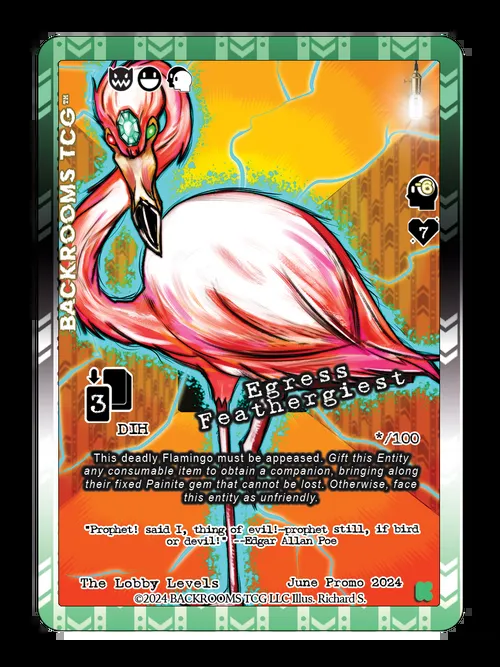 BACKROOMS TCG™
-6
7
3
DIH
Egress
Feathergiest
*/100
This deadly Flamingo must be appeased. Gift this Entity,
any consumable item to obtain a companion, bringing along
their fixed Painite gem that cannot be lost. Otherwise, face
this entity as unfriendly.
"Prophet! said I, thing of evil!—prophet still, if bird
or devil!" --Edgar Allan Poe
The Lobby Levels
June Promo 2024
©2024 BACKROOMS TCG LLC Illus. Richard S.